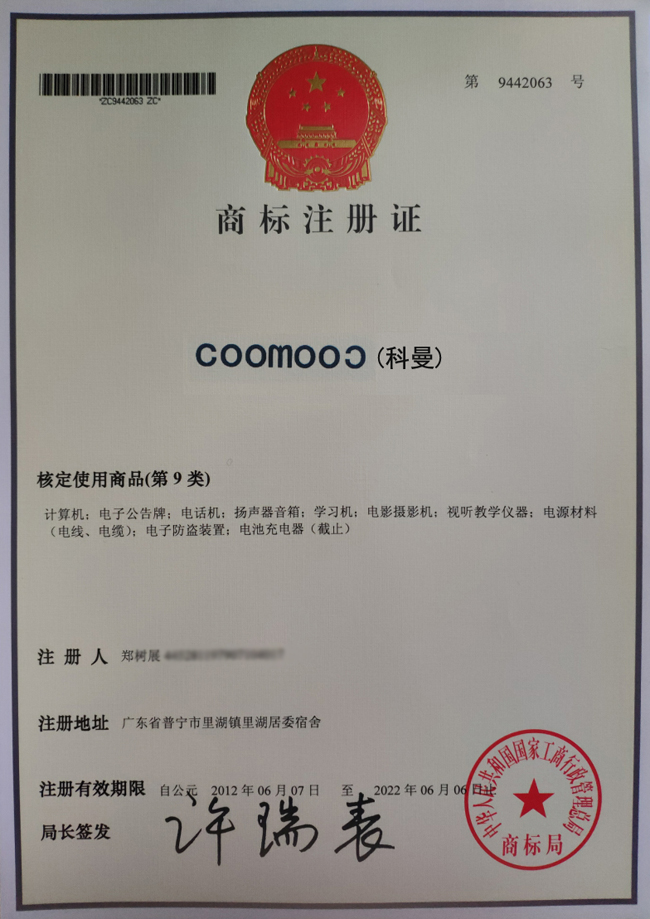 第 9442063 号
*ZC9442063 ZC*
商标注册证
coomooc (科曼)
核定使用商品(第 9 类)
计算机；电子公告牌；电话机；扬声器音箱；学习机；电影摄影机；视听教学仪器；电源材料
（电线、电缆）；电子防盗装置；电池充电器（截止）
注 册 人 郑树展
注册地址 广东省普宁市里湖镇里湖居委宿舍
注册有效期限 自公元 2012 年 06 月 07 日 至 2022 年 06 月 06 日止
局长签发 许瑞表
中华人民共和国国家工商行政管理总局
商标局